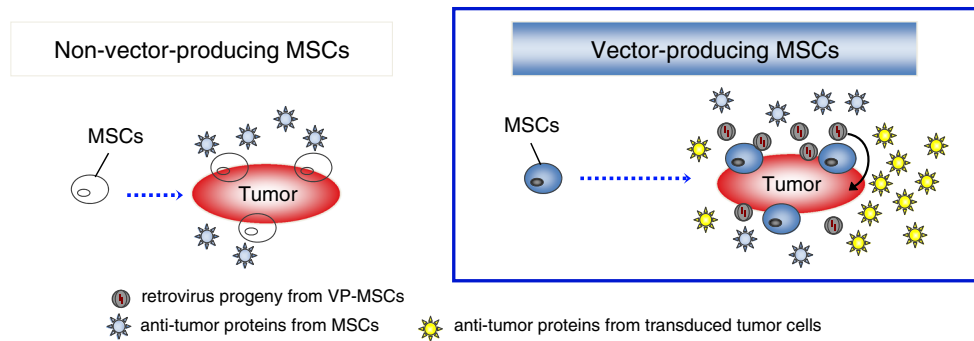 Non-vector-producing MSCs
Vector-producing MSCs
MSCs
Tumor
MSCs
Tumor
retrovirus progeny from VP-MSCs
anti-tumor proteins from MSCs
anti-tumor proteins from transduced tumor cells